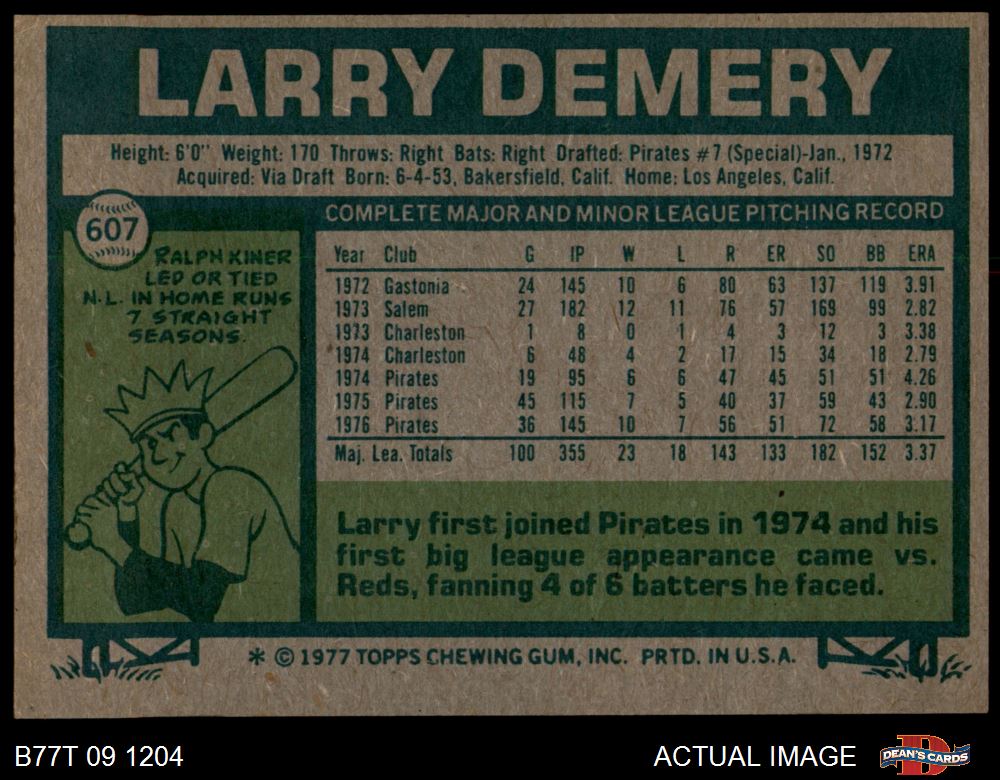 LARRY DEMERY
Height: 6'0" Weight: 170 Throws: Right Bats: Right Drafted: Pirates #7 (Special)-Jan., 1972
Acquired: Via Draft Born: 6-4-53, Bakersfield, Calif. Home: Los Angeles, Calif.
607
RALPH KINER
LED OR TIED
N.L. IN HOME RUNS
7 STRAIGHT
SEASONS.
COMPLETE MAJOR AND MINOR LEAGUE PITCHING RECORD
Year Club G IP W L R ER SO BB ERA
1972 Gastonia 24 145 10 6 80 63 137 119 3.91
1973 Salem 27 182 12 11 76 57 169 99 2.82
1973 Charleston 1 8 0 1 4 3 12 3 3.38
1974 Charleston 6 48 4 2 17 15 34 18 2.79
1974 Pirates 19 95 6 6 47 45 51 51 4.26
1975 Pirates 45 115 7 5 40 37 59 43 2.90
1976 Pirates 36 145 10 7 56 51 72 58 3.17
Maj. Lea. Totals 100 355 23 18 143 133 182 152 3.37
Larry first joined Pirates in 1974 and his
first big league appearance came vs.
Reds, fanning 4 of 6 batters he faced.
* © 1977 TOPPS CHEWING GUM, INC. PRTD. IN U.S.A.
B77T 09 1204
ACTUAL IMAGE
D
DEAN'S CARDS